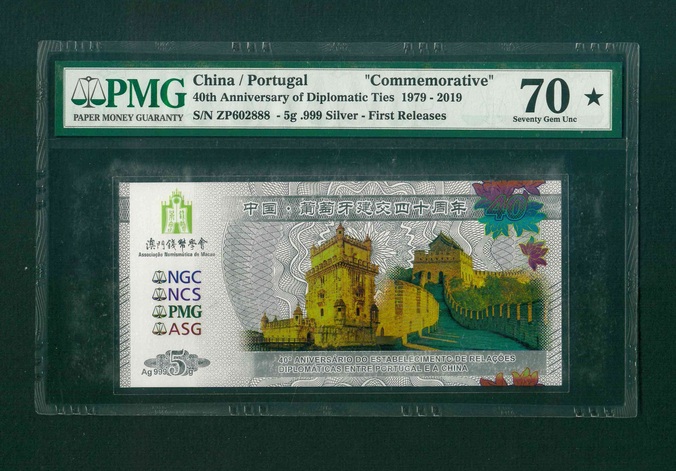 PMG
PAPER MONEY GUARANTY
China / Portugal "Commemorative"
40th Anniversary of Diplomatic Ties 1979 - 2019
S/N ZP602888 - 5g .999 Silver - First Releases
70 ★
Seventy Gem Unc
中国·葡萄牙建交四十周年
40
澳門錢幣學會
Associação Numismática de Macau
NGC
NCS
PMG
ASG
Ag 999 5 g
40º ANIVERSÁRIO DO ESTABELECIMENTO DE RELAÇÕES
DIPLOMÁTICAS ENTRE PORTUGAL E A CHINA